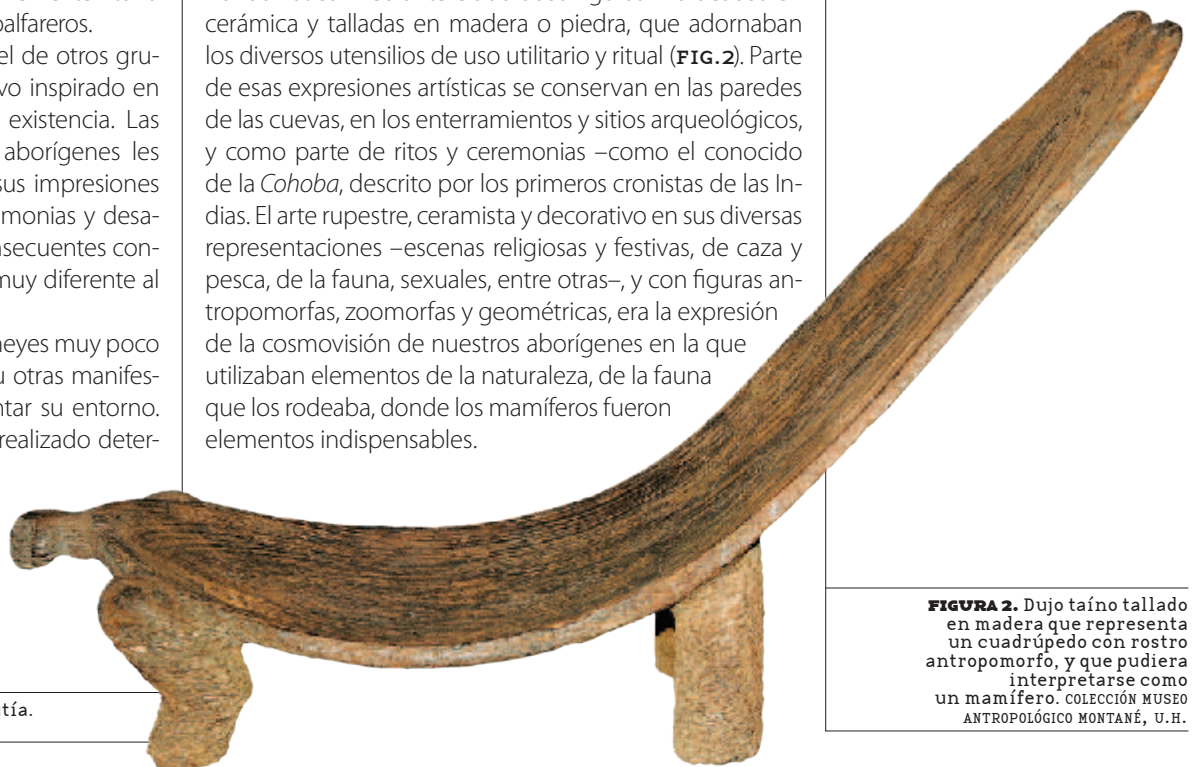 alfareros.
el de otros gru-
vo inspirado en
existencia. Las
aborígenes les
sus impresiones
monias y desa-
secuentes con-
muy diferente al
neyes muy poco
u otras manifes-
ntar su entorno.
realizado deter-
tía.
cerámica y talladas en madera o piedra, que adornaban
los diversos utensilios de uso utilitario y ritual (FIG.2). Parte
de esas expresiones artísticas se conservan en las paredes
de las cuevas, en los enterramientos y sitios arqueológicos,
y como parte de ritos y ceremonias –como el conocido
de la Cohoba, descrito por los primeros cronistas de las In-
dias. El arte rupestre, ceramista y decorativo en sus diversas
representaciones –escenas religiosas y festivas, de caza y
pesca, de la fauna, sexuales, entre otras–, y con figuras an-
tropomorfas, zoomorfas y geométricas, era la expresión
de la cosmovisión de nuestros aborígenes en la que
utilizaban elementos de la naturaleza, de la fauna
que los rodeaba, donde los mamíferos fueron
elementos indispensables.
FIGURA 2. Dujo taíno tallado
en madera que representa
un cuadrúpedo con rostro
antropomorfo, y que pudiera
interpretarse como
un mamífero. COLECCIÓN MUSEO
ANTROPOLÓGICO MONTANÉ, U.H.